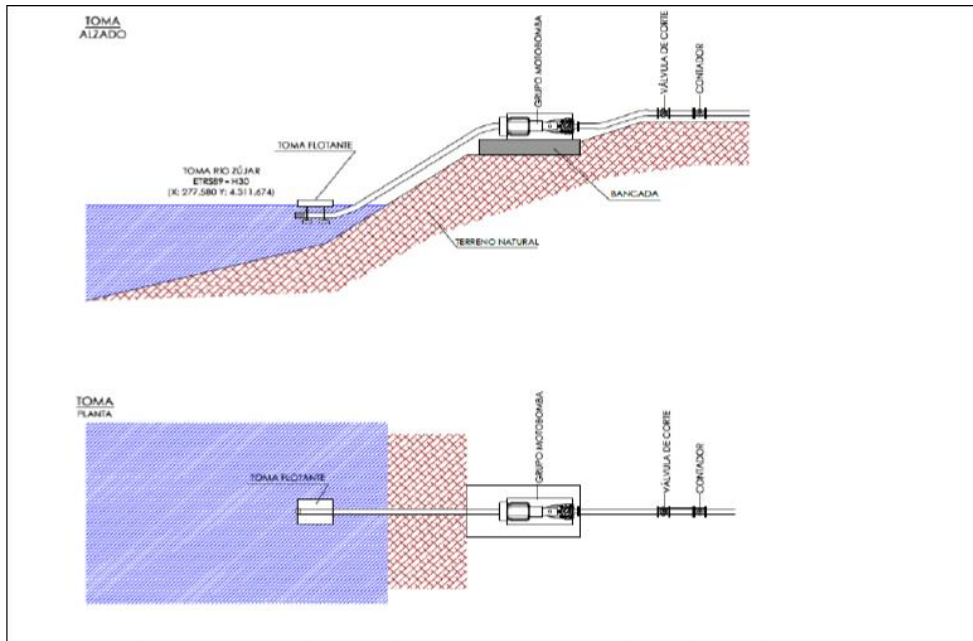 TOMA
ALZADO
GRUPO MOTOBOMBA
VÁLVULA DE CORTE
CONTADOR
TOMA FLOTANTE
TOMA RIO ZÚJAR
ETRS89 - H30
(X: 277.580 Y: 4.311.674)
BANCADA
TERRENO NATURAL
TOMA
PLANTA
GRUPO MOTOBOMBA
VÁLVULA DE CORTE
CONTADOR
TOMA FLOTANTE